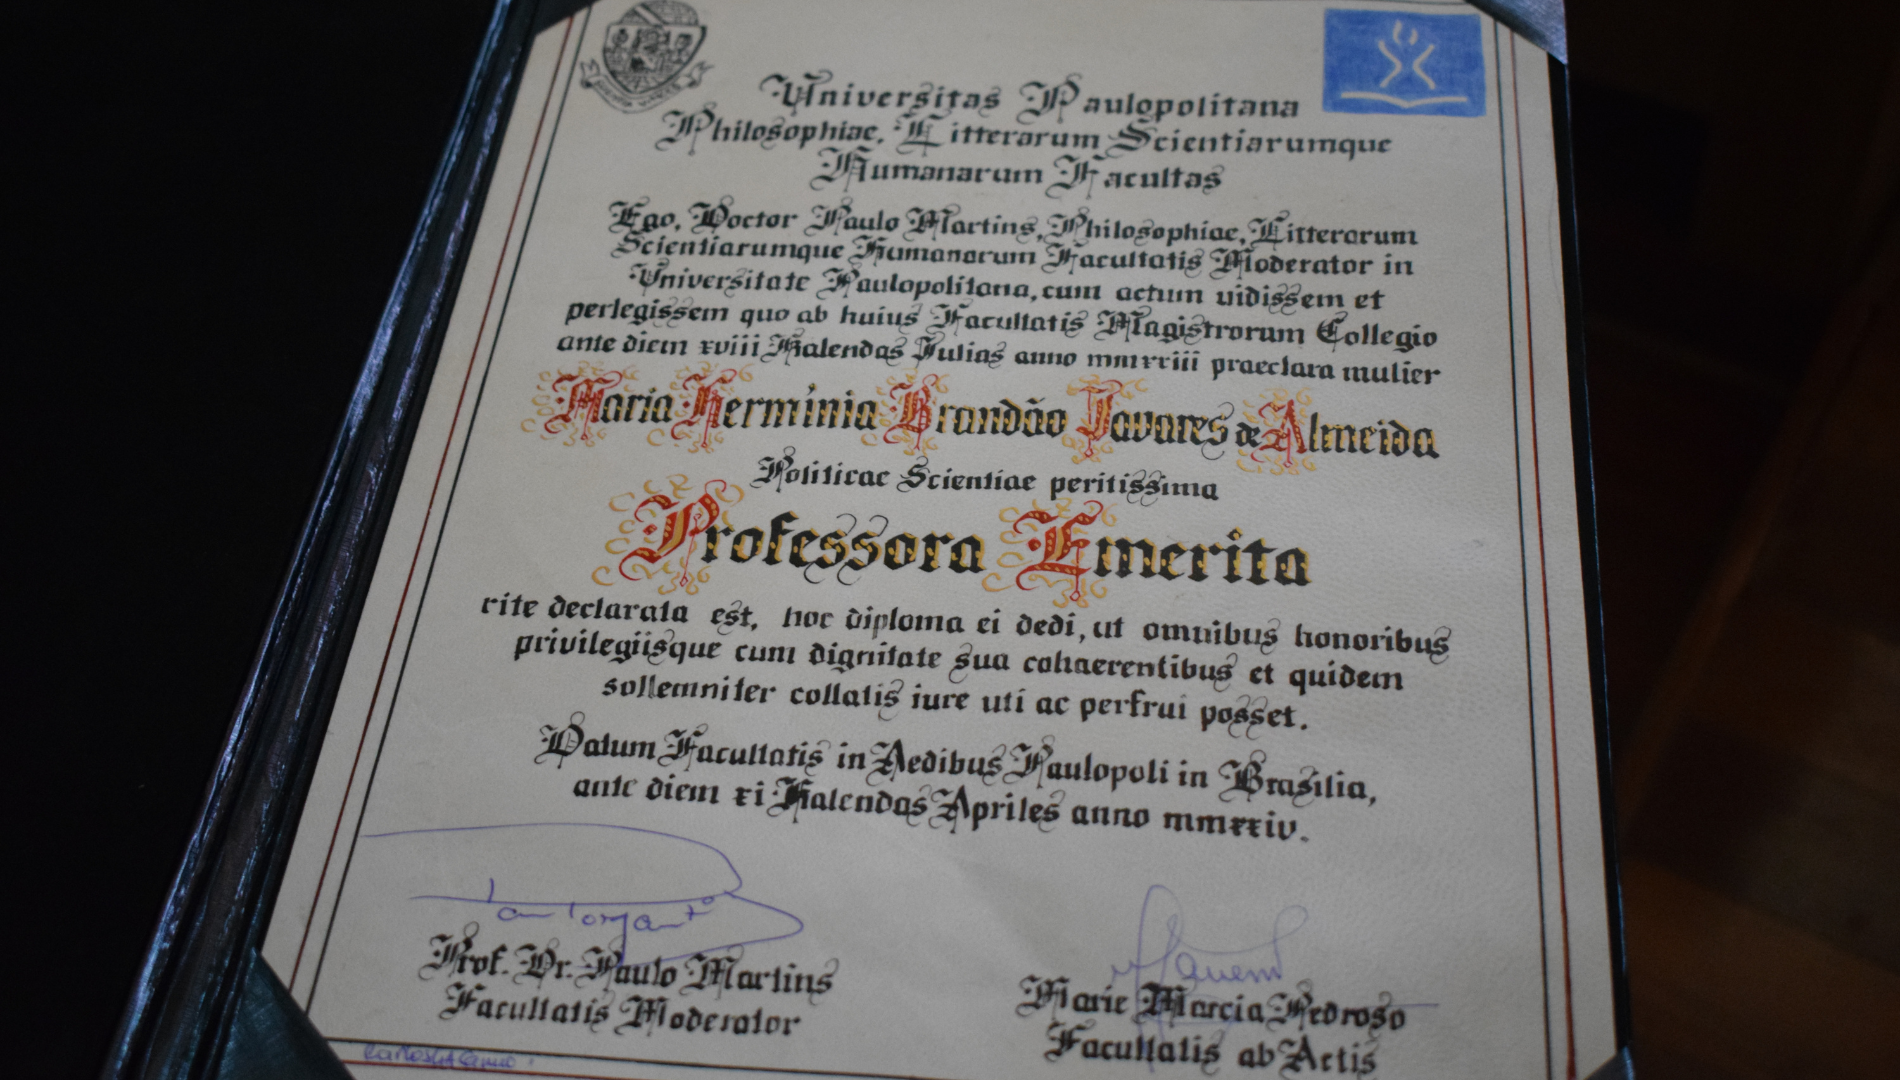 SCIENTIA VINCES
Universitas Paulopolitana
Philosophiae, Litterarum Scientiarumque
Humanarum Facultas
Ego, Doctor Paulo Martins, Philosophiae, Litterarum
Scientiarumque Humanarum Facultatis Moderator in
Universitate Paulopolitana, cum actum vidissem et
perlegissem quo ab huius Facultatis Magistrorum Collegio
ante diem xviii Kalendas Julias anno mmxxiii praeclara mulier
Maria Hermínia Brandão Tavares de Almeida
Politicae Scientiae peritissima
Professora Emerita
rite declarata est, hoc diploma ei dedi, ut omnibus honoribus
privilegiisque cum dignitate sua cohaerentibus et quidem
sollemniter collatis iure uti ac perfrui posset.
Datum Facultatis in Aedibus Paulopoli in Brasilia,
ante diem xi Kalendas Apriles anno mmxxiv.
Prof. Dr. Paulo Martins
Facultatis Moderator
Marie Marcia Pedroso
Facultatis ab Actis